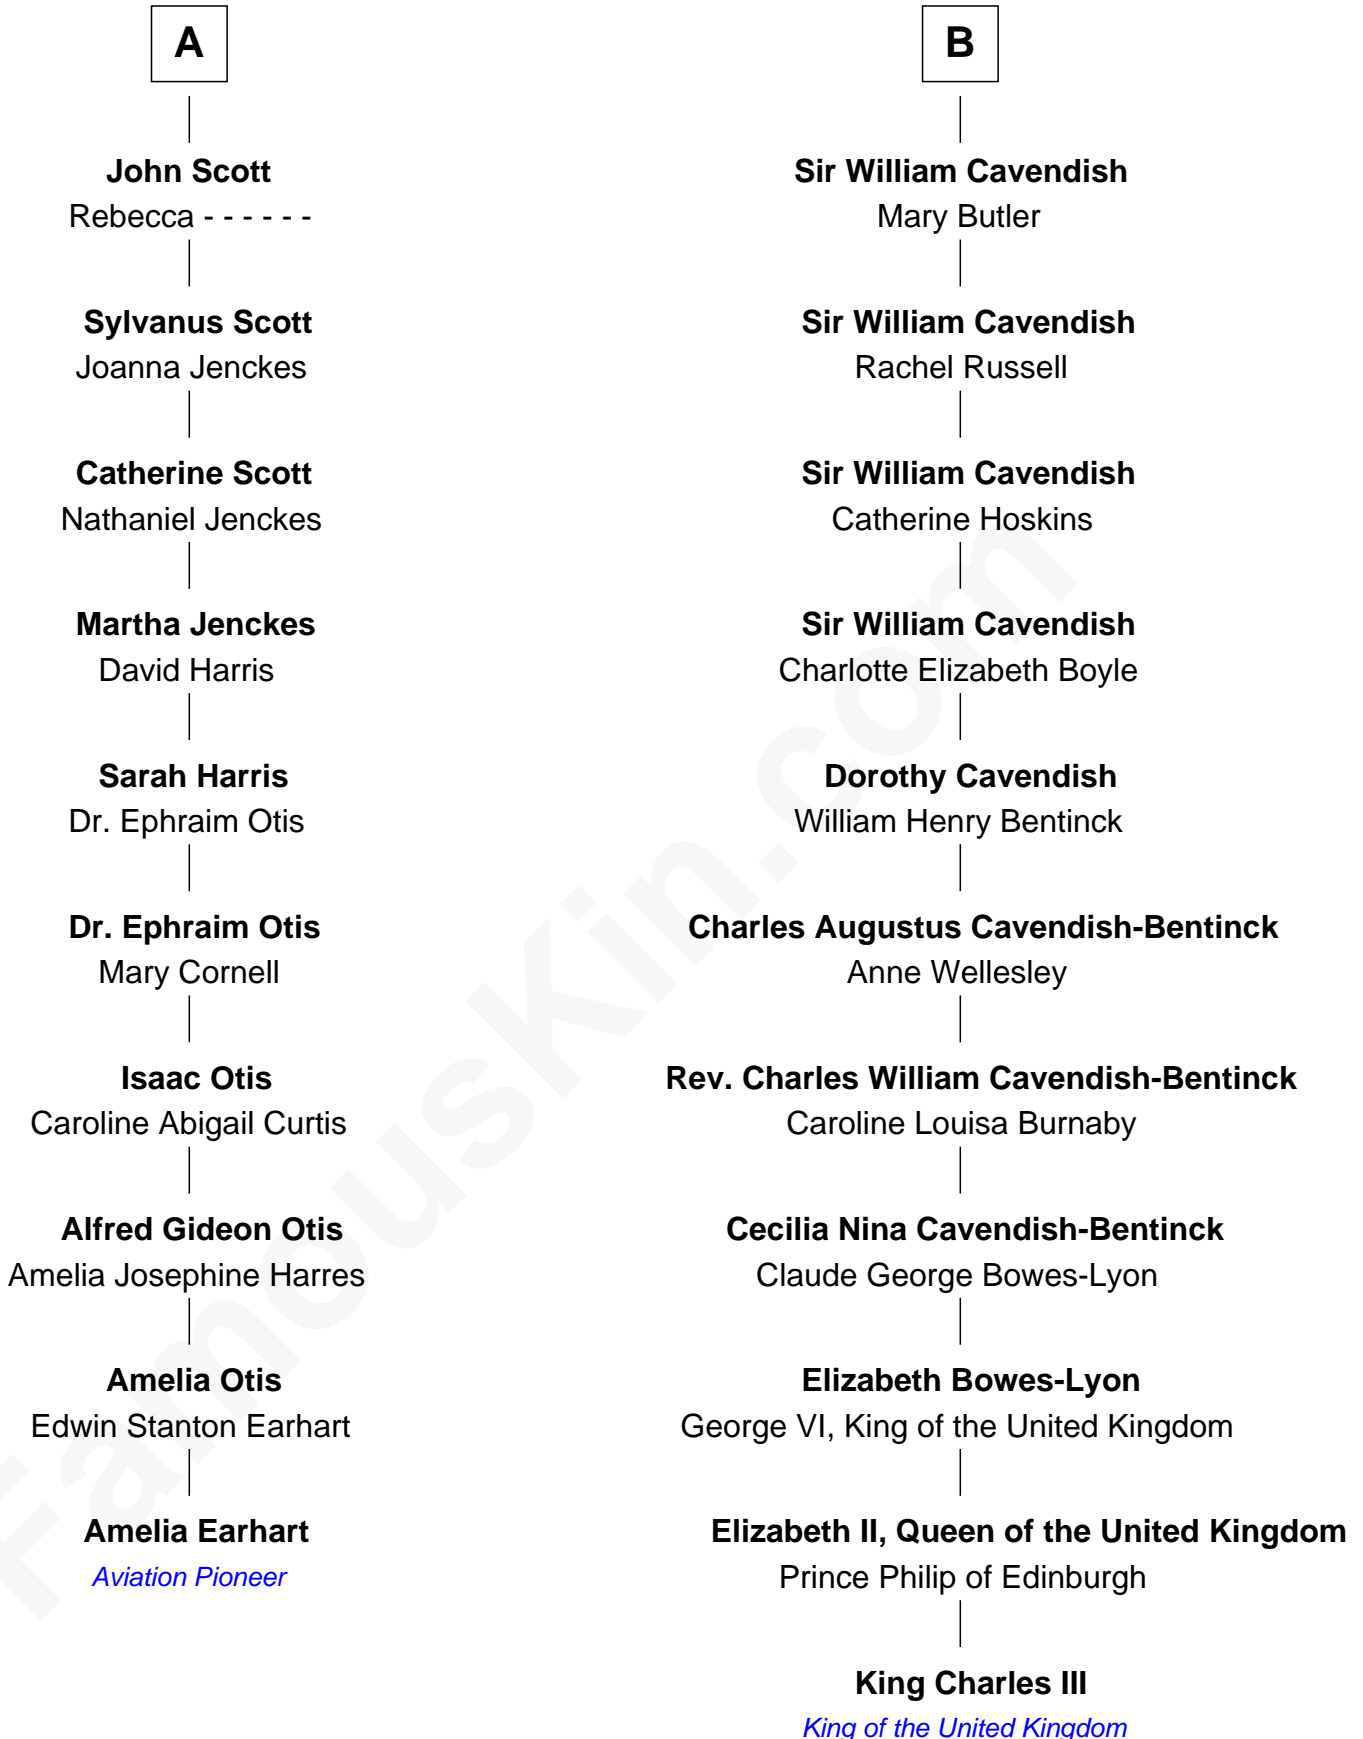 A
John Scott
Rebecca - - - - - -
Sylvanus Scott
Joanna Jenckes
Catherine Scott
Nathaniel Jenckes
Martha Jenckes
David Harris
Sarah Harris
Dr. Ephraim Otis
Dr. Ephraim Otis
Mary Cornell
Isaac Otis
Caroline Abigail Curtis
Alfred Gideon Otis
Amelia Josephine Harres
Amelia Otis
Edwin Stanton Earhart
Amelia Earhart
Aviation Pioneer
B
Sir William Cavendish
Mary Butler
Sir William Cavendish
Rachel Russell
Sir William Cavendish
Catherine Hoskins
Sir William Cavendish
Charlotte Elizabeth Boyle
Dorothy Cavendish
William Henry Bentinck
Charles Augustus Cavendish-Bentinck
Anne Wellesley
Rev. Charles William Cavendish-Bentinck
Caroline Louisa Burnaby
Cecilia Nina Cavendish-Bentinck
Claude George Bowes-Lyon
Elizabeth Bowes-Lyon
George VI, King of the United Kingdom
Elizabeth II, Queen of the United Kingdom
Prince Philip of Edinburgh
King Charles III
King of the United Kingdom
FamousKin.com